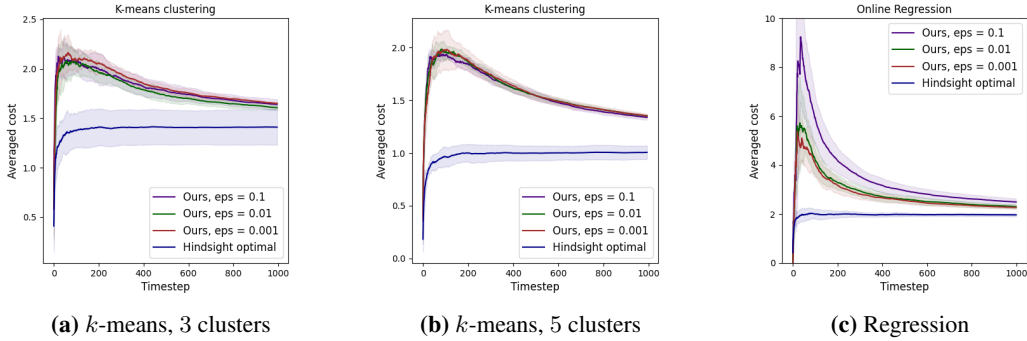 K-means clustering
2.5
2.0
1.5
1.0
0.5
Averaged cost
0
200
400
600
800
1000
Timestep
Ours, eps = 0.1
Ours, eps = 0.01
Ours, eps = 0.001
Hindsight optimal
(a) k-means, 3 clusters
K-means clustering
2.0
1.5
1.0
0.5
0.0
Averaged cost
0
200
400
600
800
1000
Timestep
Ours, eps = 0.1
Ours, eps = 0.01
Ours, eps = 0.001
Hindsight optimal
(b) k-means, 5 clusters
Online Regression
10
8
6
4
2
0
Averaged cost
0
200
400
600
800
1000
Timestep
Ours, eps = 0.1
Ours, eps = 0.01
Ours, eps = 0.001
Hindsight optimal
(c) Regression